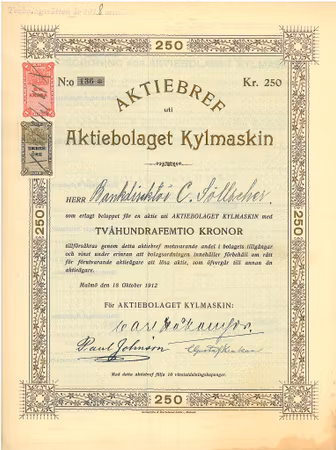 250
N:o 136
Kr. 250
AKTIEBREF
uti
Aktiebolaget Kylmaskin
HERR Bankdirektör C. Söllscher
som erlagt beloppet för en aktie uti AKTIEBOLAGET KYLMASKIN med
TVÅHUNDRAFEMTIO KRONOR
tillförsäkras genom detta aktiebref motsvarande andel i bolagets tillgångar
och vinst under erinran att bolagsordningen innehåller förbehåll om rätt
för förutvarande aktieägare att lösa aktie, som öfvergår till annan än
aktieägare.
Malmö den 18 Oktober 1912
För AKTIEBOLAGET KYLMASKIN:
Paul Johnson
Med detta aktiebref följa 10 vinstutdelningskuponger.
250
250
250